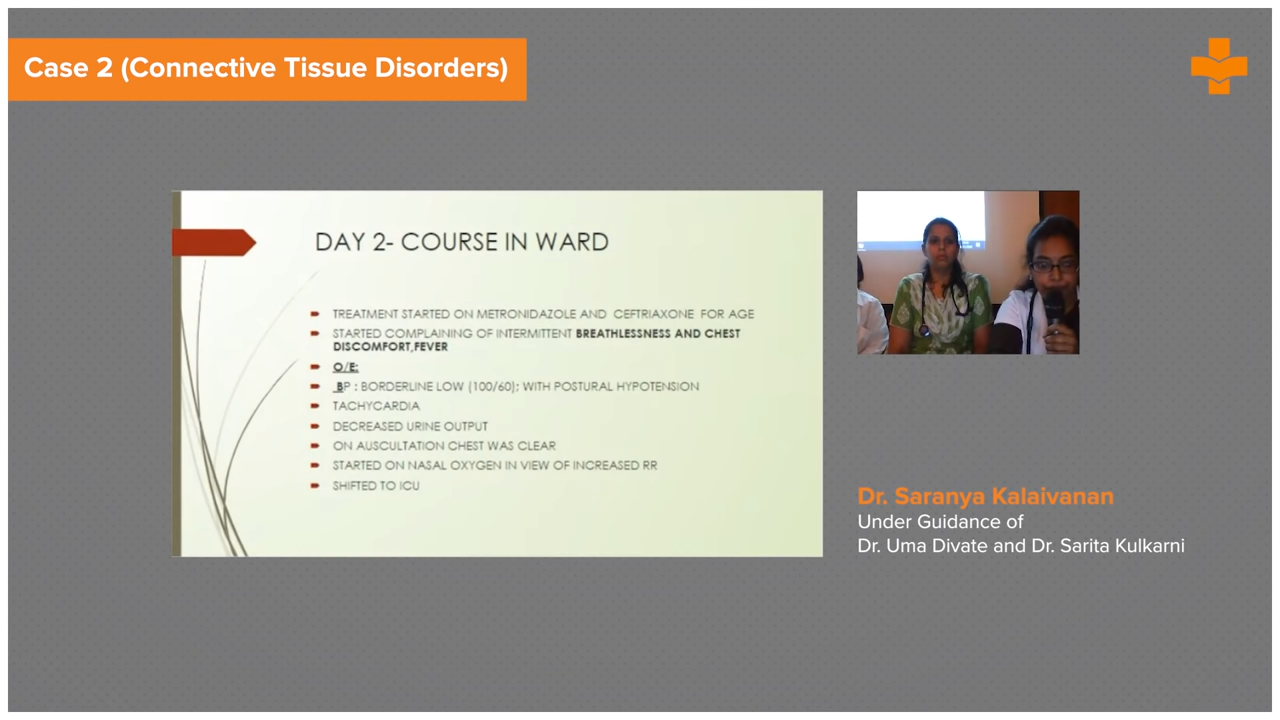 Case 2 (Connective Tissue Disorders)
DAY 2- COURSE IN WARD
TREATMENT STARTED ON METRONIDAZOLE AND CEFTRIAXONE FOR AGE
STARTED COMPLAINING OF INTERMITTENT BREATHLESSNESS AND CHEST
DISCOMFORT,FEVER
O/E:
BP : BORDERLINE LOW (100/60); WITH POSTURAL HYPOTENSION
TACHYCARDIA
DECREASED URINE OUTPUT
ON AUSCULTATION CHEST WAS CLEAR
STARTED ON NASAL OXYGEN IN VIEW OF INCREASED RR
SHIFTED TO ICU
Dr. Saranya Kalaivanan
Under Guidance of
Dr. Uma Divate and Dr. Sarita Kulkarni